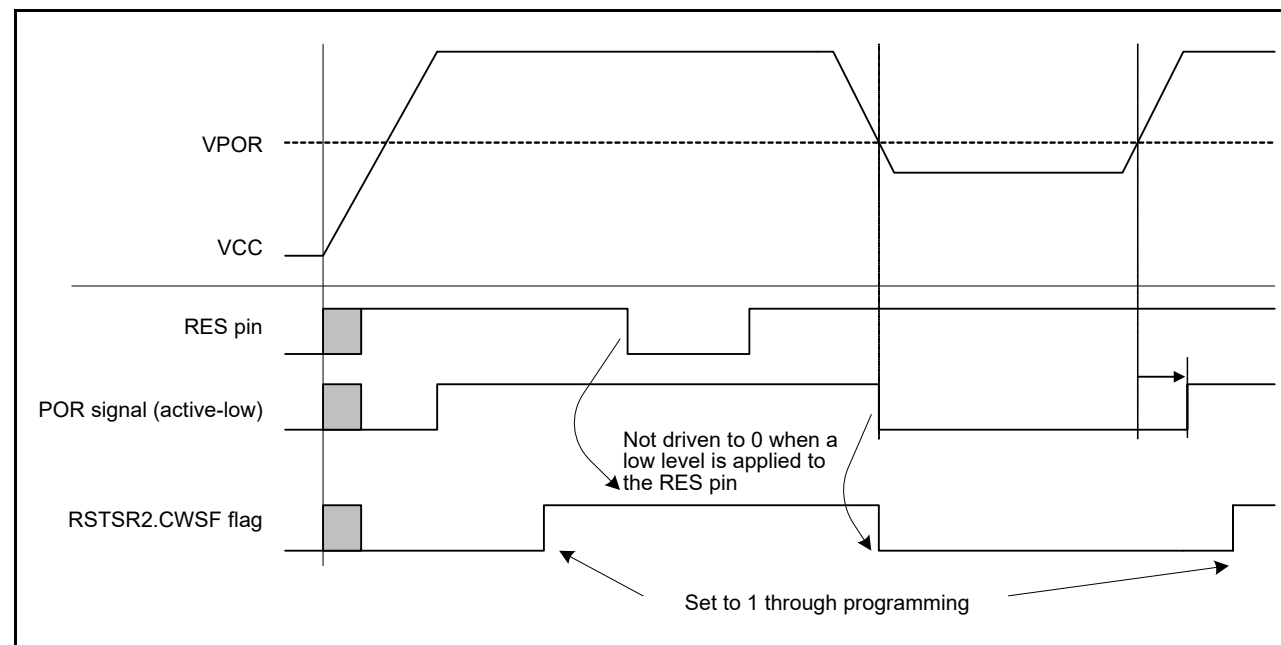 VPOR
VCC
RES pin
POR signal (active-low)
Not driven to 0 when a
low level is applied to
the RES pin
RSTSR2.CWSF flag
Set to 1 through programming